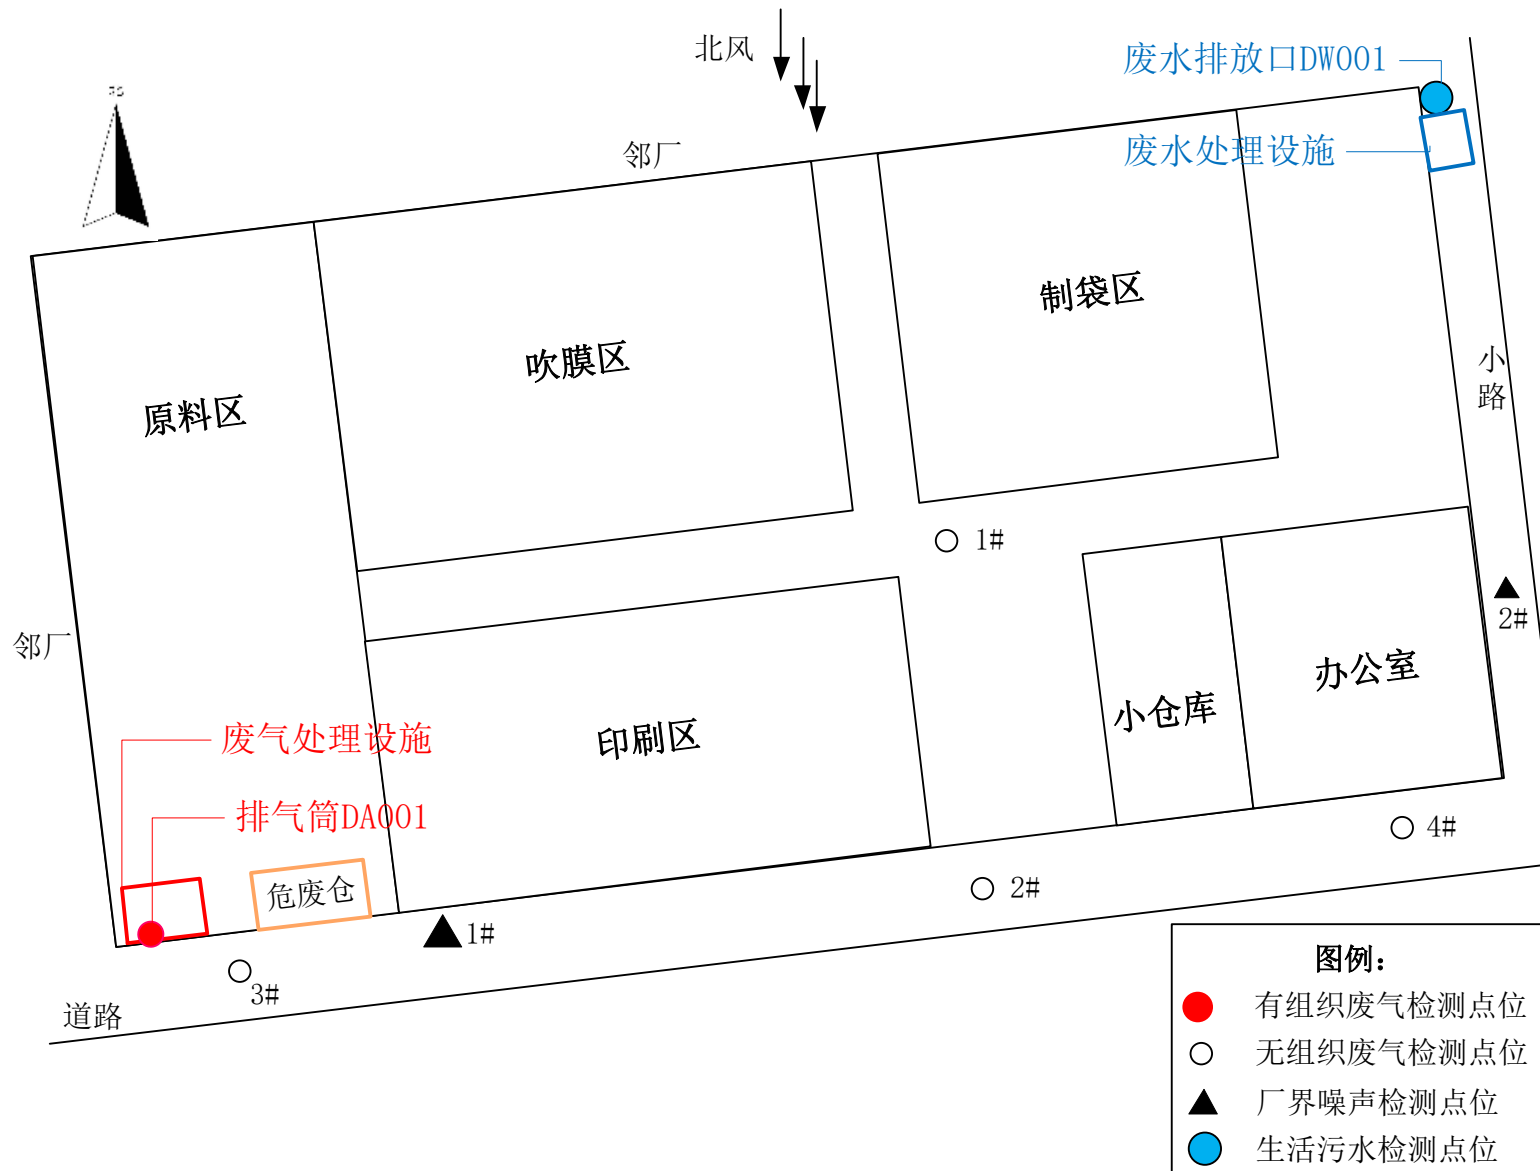 北风
废水排放口DW001
废水处理设施
邻厂
制袋区
吹膜区
原料区
小路
1#
2#
邻厂
办公室
小仓库
印刷区
废气处理设施
排气筒DA001
危废仓
4#
2#
1#
3#
道路
图例：
有组织废气检测点位
无组织废气检测点位
厂界噪声检测点位
生活污水检测点位